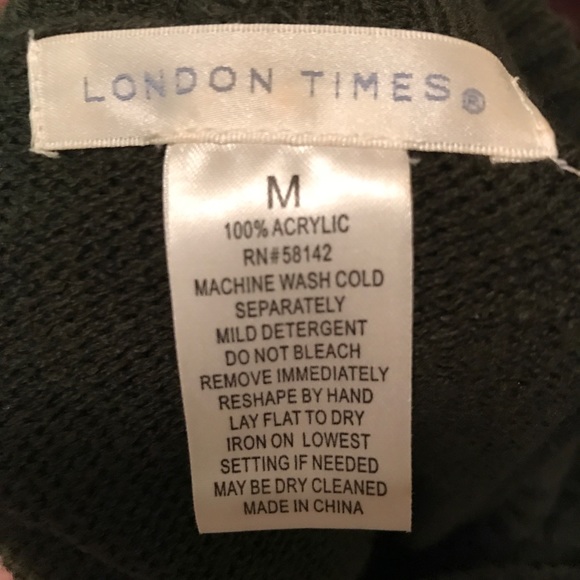 LONDON TIMES®
M
100% ACRYLIC
RN#58142
MACHINE WASH COLD
SEPARATELY
MILD DETERGENT
DO NOT BLEACH
REMOVE IMMEDIATELY
RESHAPE BY HAND
LAY FLAT TO DRY
IRON ON LOWEST
SETTING IF NEEDED
MAY BE DRY CLEANED
MADE IN CHINA